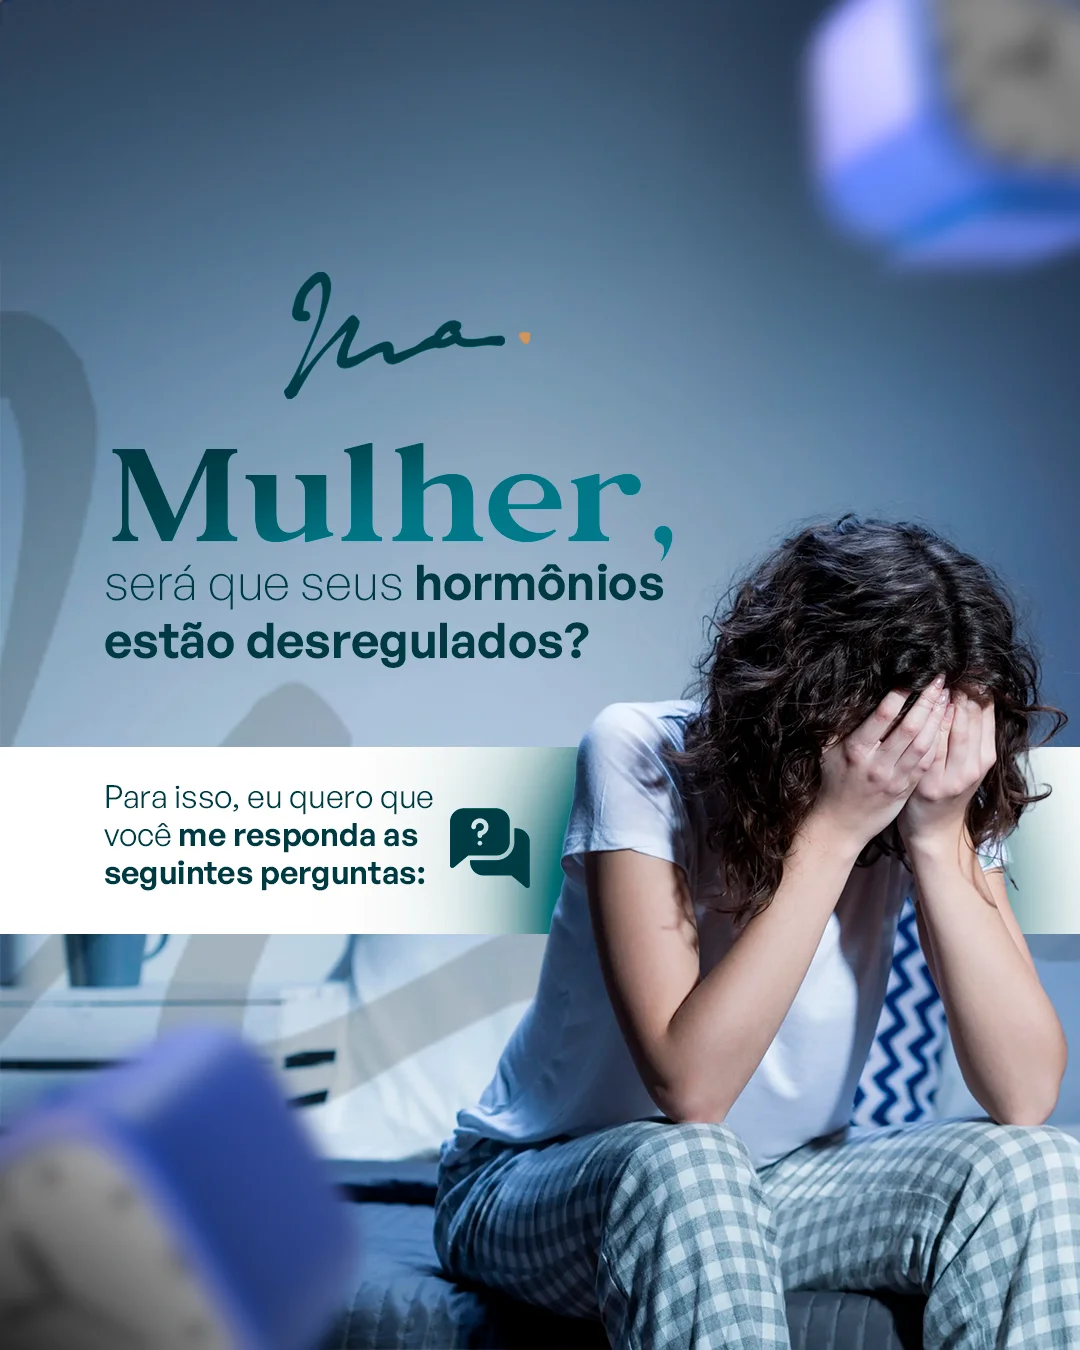 Mulher,
será que seus hormônios
estão desregulados?
Para isso, eu quero que
você me responda as
seguintes perguntas:
?